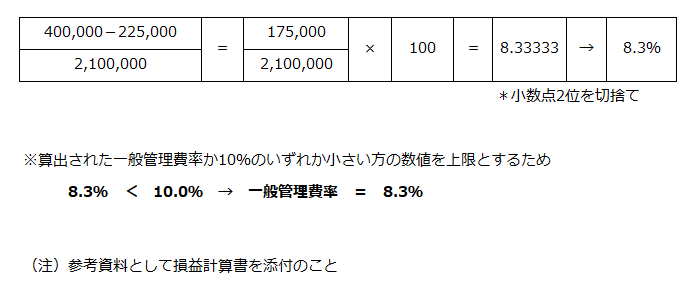 400,000－225,000
2,100,000
＝
175,000
2,100,000
×
100
＝
8.33333
→
8.3%
＊小数点2位を切捨て
※算出された一般管理費率か10%のいずれか小さい方の数値を上限とするため
8.3% ＜ 10.0% → 一般管理費率 ＝ 8.3%
（注）参考資料として損益計算書を添付のこと